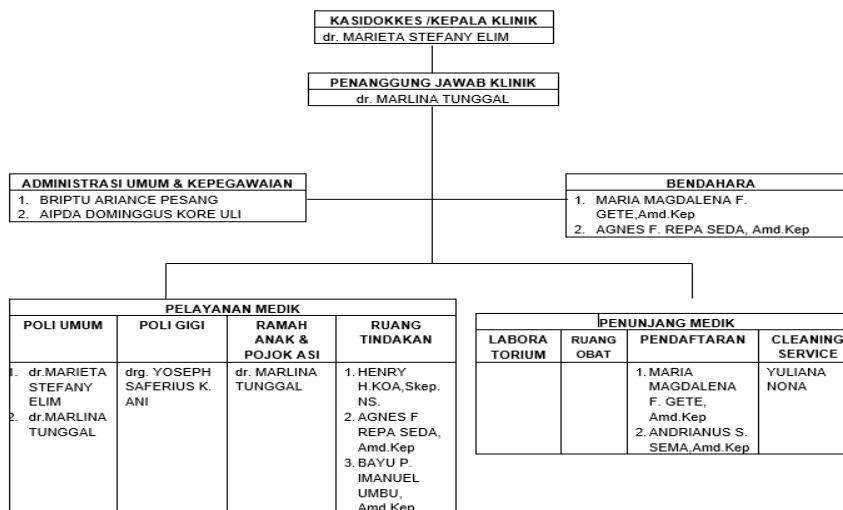 KASIDOKKES /KEPALA KLINIK
dr. MARIETA STEFANY ELIM
PENANGGUNG JAWAB KLINIK
dr. MARLINA TUNGGAL
ADMINISTRASI UMUM & KEPEGAWAIAN
1. BRIPTU ARIANCE PESANG
2. AIPDA DOMINGGUS KORE ULI
BENDAHARA
1. MARIA MAGDALENA F.
GETE,Amd.Kep
2. AGNES F. REPA SEDA, Amd.Kep
PELAYANAN MEDIK
POLI UMUM
1. dr.MARIETA
STEFANY
ELIM
2. dr.MARLINA
TUNGGAL
POLI GIGI
drg. YOSEPH
SAFERIUS K.
ANI
RAMAH
ANAK &
POJOK ASI
dr. MARLINA
TUNGGAL
RUANG
TINDAKAN
1. HENRY
H.KOA,Skep.
NS.
2. AGNES F
REPA SEDA,
Amd.Kep
3. BAYU P.
IMANUEL
UMBU,
Amd.Kep
PENUNJANG MEDIK
LABORA
TORIUM
RUANG
OBAT
PENDAFTARAN
1. MARIA
MAGDALENA
F. GETE,
Amd.Kep
2. ANDRIANUS S.
SEMA,Amd.Kep
CLEANING
SERVICE
YULIANA
NONA